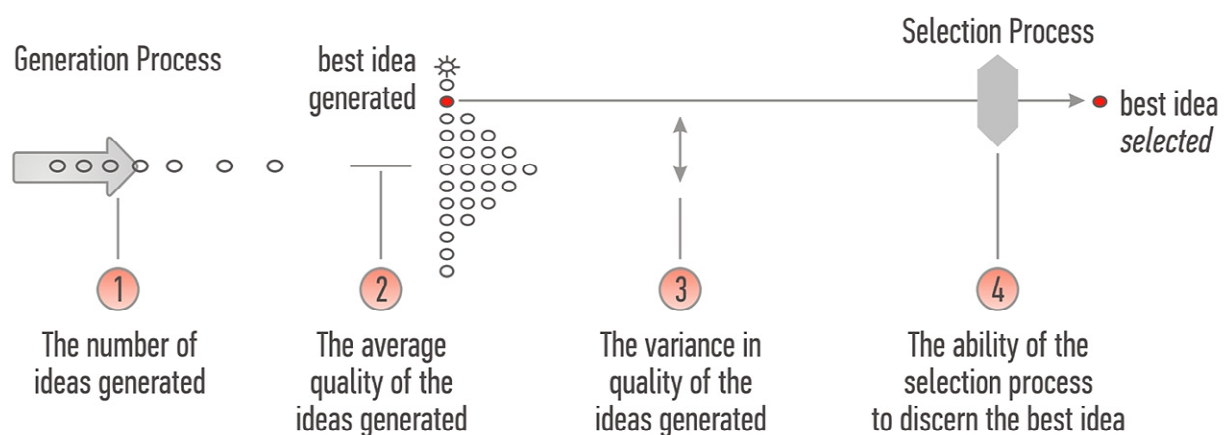 Generation Process
best idea
generated
Selection Process
best idea
selected
1
The number of
ideas generated
2
The average
quality of the
ideas generated
3
The variance in
quality of the
ideas generated
4
The ability of the
selection process
to discern the best idea